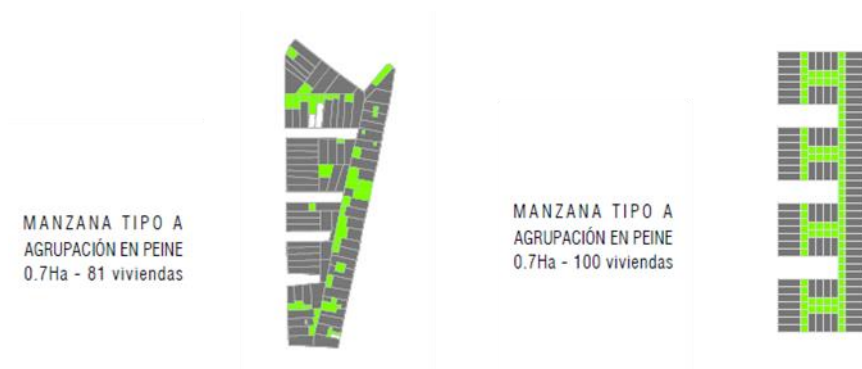 MANZANA TIPO A
AGRUPACIÓN EN PEINE
0.7Ha - 81 viviendas
MANZANA TIPO A
AGRUPACIÓN EN PEINE
0.7Ha - 100 viviendas